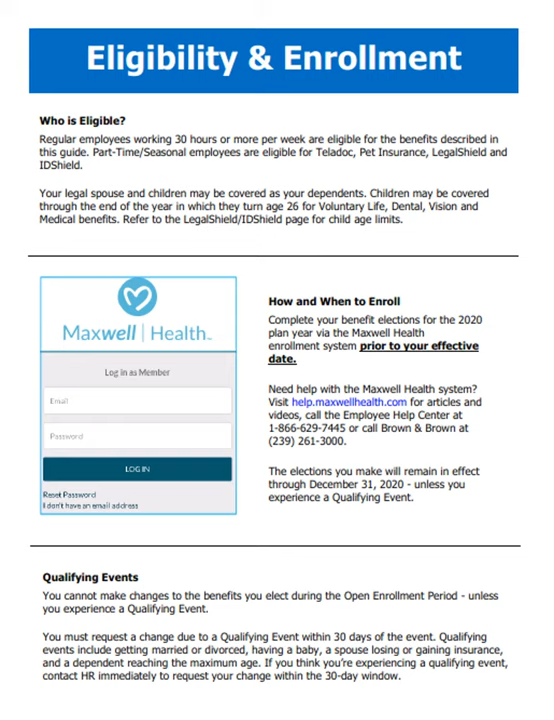 Eligibility & Enrollment
Who is Eligible?
Regular employees working 30 hours or more per week are eligible for the benefits described in
this guide. Part-Time/Seasonal employees are eligible for Teladoc, Pet Insurance, LegalShield and
IDShield.
Your legal spouse and children may be covered as your dependents. Children may be covered
through the end of the year in which they turn age 26 for Voluntary Life, Dental, Vision and
Medical benefits. Refer to the LegalShield/IDShield page for child age limits.
Maxwell | Health™
Log in as Member
Email
Password
LOG IN
Reset Password
I don't have an email address
How and When to Enroll
Complete your benefit elections for the 2020
plan year via the Maxwell Health
enrollment system prior to your effective
date.
Need help with the Maxwell Health system?
Visit help.maxwellhealth.com for articles and
videos, call the Employee Help Center at
1-866-629-7445 or call Brown & Brown at
(239) 261-3000.
The elections you make will remain in effect
through December 31, 2020 - unless you
experience a Qualifying Event.
Qualifying Events
You cannot make changes to the benefits you elect during the Open Enrollment Period - unless
you experience a Qualifying Event.
You must request a change due to a Qualifying Event within 30 days of the event. Qualifying
events include getting married or divorced, having a baby, a spouse losing or gaining insurance,
and a dependent reaching the maximum age. If you think you're experiencing a qualifying event,
contact HR immediately to request your change within the 30-day window.